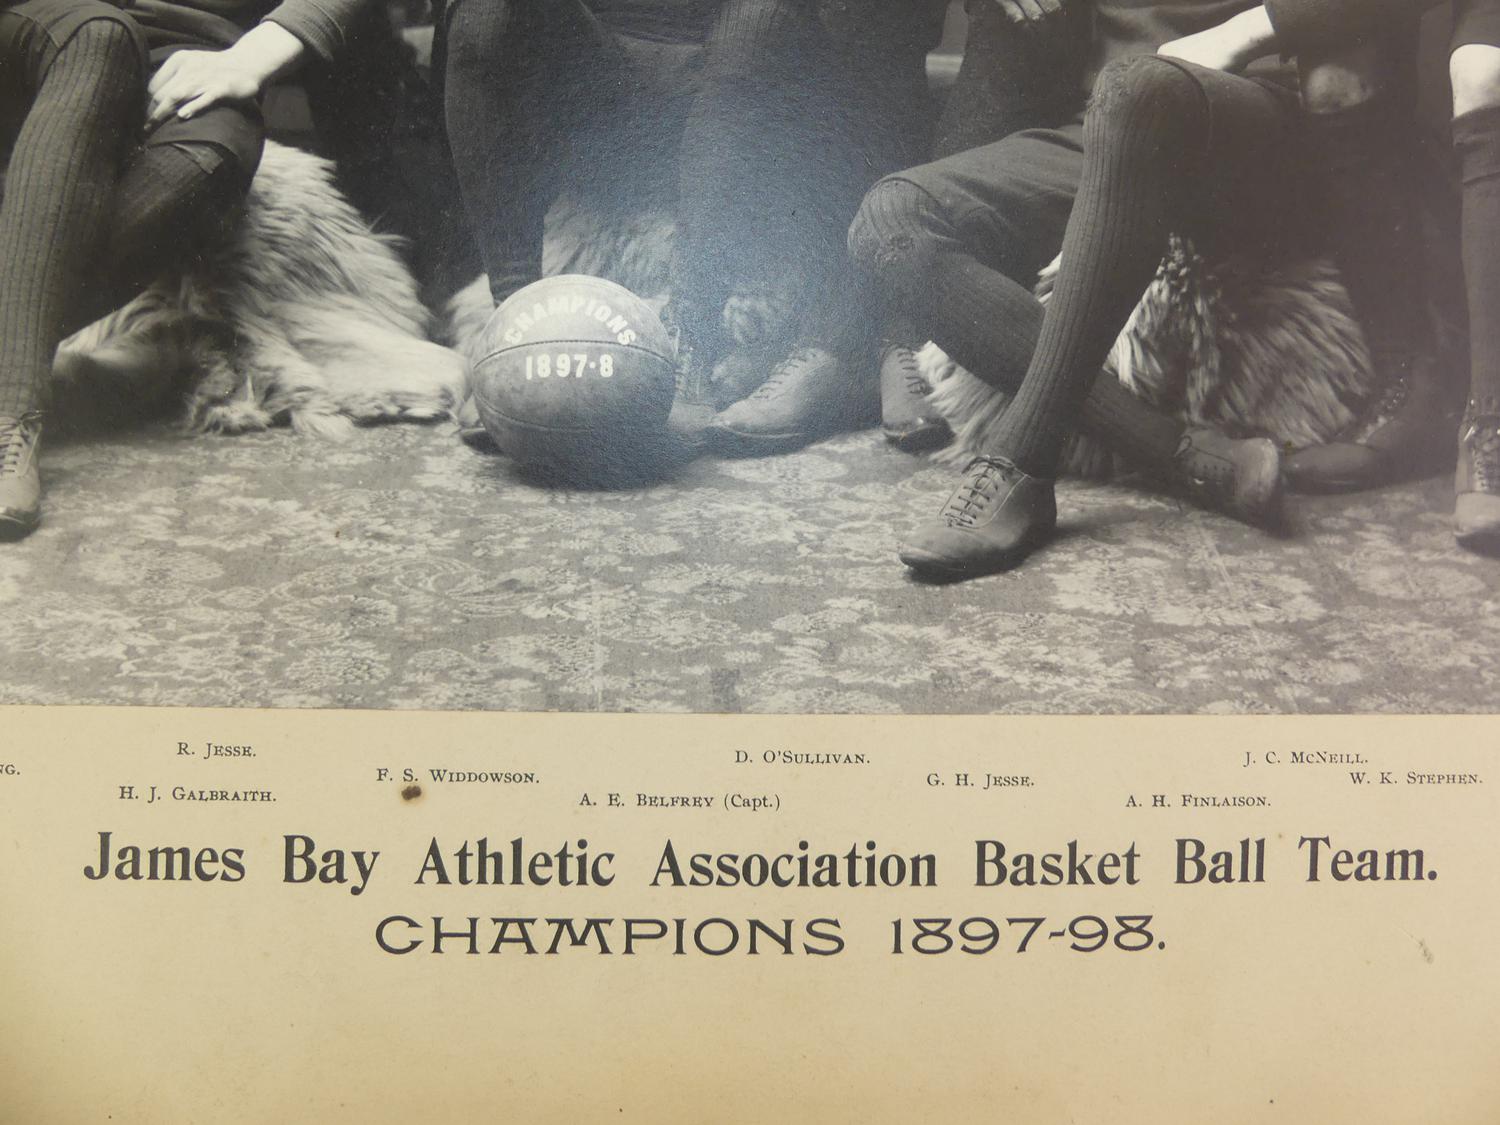 CHAMPIONS
1897·8
R. JESSE.
D. O'SULLIVAN.
J. C. MCNEILL.
NG.
F. S. WIDDOWSON.
G. H. JESSE.
W. K. STEPHEN.
H. J. GALBRAITH.
A. E. BELFREY (Capt.)
A. H. FINLAISON.
James Bay Athletic Association Basket Ball Team.
CHAMPIONS 1897-98.